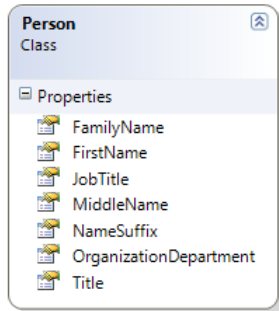 Person
Class
Properties
FamilyName
FirstName
JobTitle
MiddleName
NameSuffix
OrganizationDepartment
Title